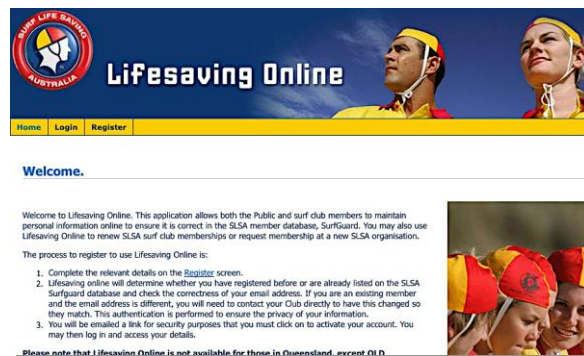 SURF LIFE SAVING
AUSTRALIA
Lifesaving Online
Home Login Register
Welcome.
Welcome to Lifesaving Online. This application allows both the Public and surf club members to maintain
personal information online to ensure it is correct in the SLSA member database, SurfGuard. You may also use
Lifesaving Online to renew SLSA surf club memberships or request membership at a new SLSA organisation.
The process to register to use Lifesaving Online is:
1. Complete the relevant details on the Register screen.
2. Lifesaving online will determine whether you have registered before or are already listed on the SLSA
Surfguard database and check the correctness of your email address. If you are an existing member
and the email address is different, you will need to contact your Club directly to have this changed so
they match. This authentication is performed to ensure the privacy of your information.
3. You will be emailed a link for security purposes that you must click on to activate your account. You
may then log in and access your details.
Please note that Lifesaving Online is not available for those in Queensland, except QLD